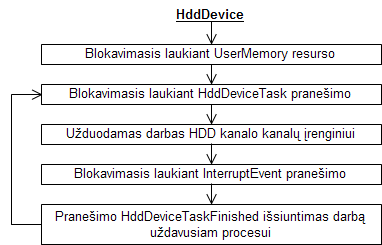 HddDevice
Blokavimasis laukiant UserMemory resurso
Blokavimasis laukiant HddDeviceTask pranešimo
Užduodamas darbas HDD kanalo kanalų įrenginiui
Blokavimasis laukiant InterruptEvent pranešimo
Pranešimo HddDeviceTaskFinished išsiuntimas darbą
uždavusiam procesui